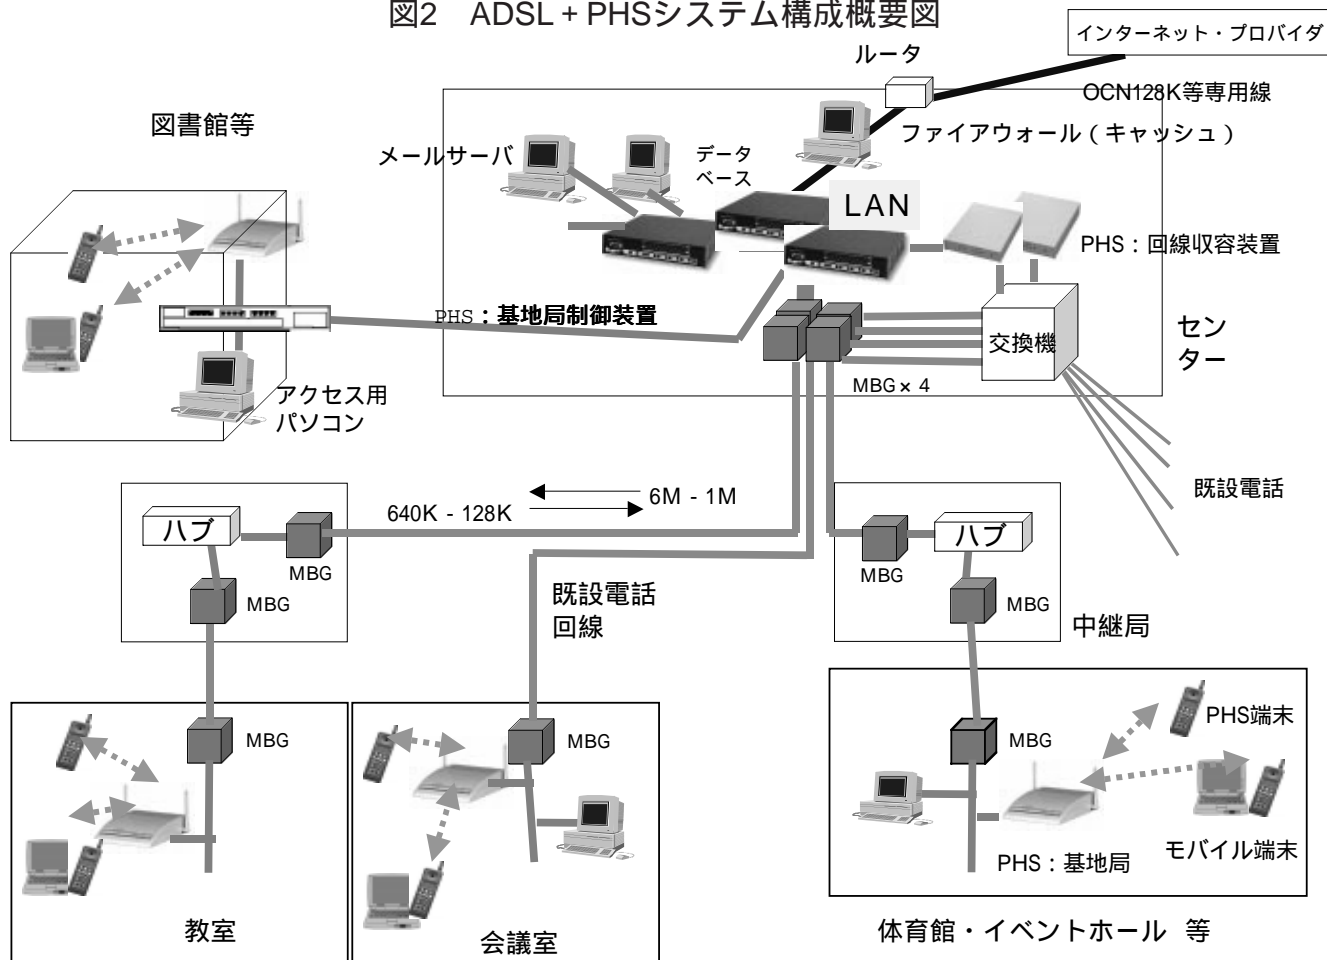 図2 ADSL+PHSシステム構成概要図
インターネット・プロバイダ
ルータ
OCN128K等専用線
図書館等
ファイアウォール(キャッシュ)
メールサーバ
データ
ベース
LAN
PHS:回線収容装置
PHS:基地局制御装置
交換機
セン
ター
MBG×4
アクセス用
パソコン
既設電話
6M - 1M
640K - 128K
ハブ
MBG
MBG
既設電話
回線
ハブ
MBG
MBG
中継局
MBG
MBG
MBG
PHS端末
モバイル端末
PHS:基地局
教室
会議室
体育館・イベントホール 等